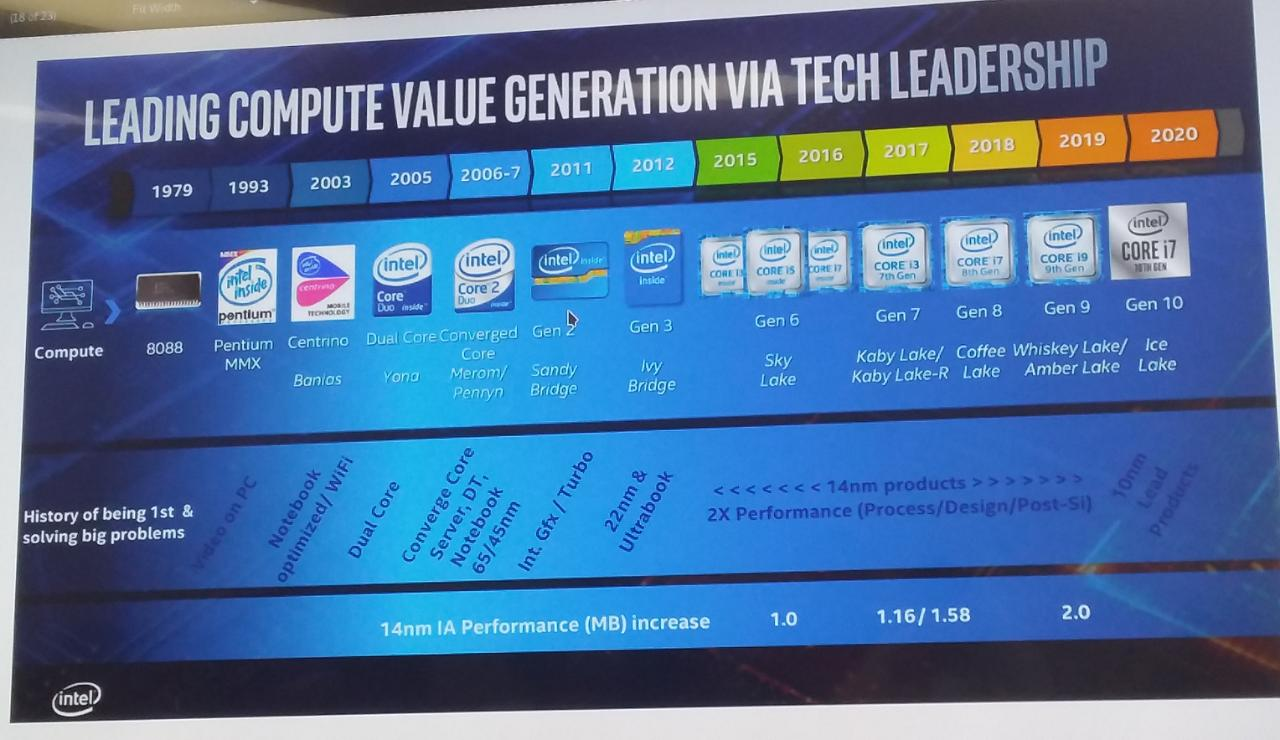 (18 of 23)
Fit Width
LEADING COMPUTE VALUE GENERATION VIA TECH LEADERSHIP
1979 1993 2003 2005 2006-7 2011 2012 2015 2016 2017 2018 2019 2020
MMX
intel inside
pentium
centrino
MOBILE
TECHNOLOGY
intel
Core
Duo inside
intel
Core 2
Duo inside
intel inside
intel
inside
intel
CORE i3
inside
intel
CORE i5
inside
intel
CORE i7
inside
intel
CORE i3
7th Gen
intel
CORE i7
8th Gen
intel
CORE i9
9th Gen
intel
CORE i7
10TH GEN
Compute
8088
Pentium
MMX
Centrino
Banias
Dual Core
Yona
Converged
Core
Merom/
Penryn
Gen 2
Sandy
Bridge
Gen 3
Ivy
Bridge
Gen 6
Sky
Lake
Gen 7
Kaby Lake/
Kaby Lake-R
Gen 8
Coffee
Lake
Gen 9
Whiskey Lake/
Amber Lake
Gen 10
Ice
Lake
History of being 1st &
solving big problems
Video on PC
Notebook
optimized/ WiFi
Dual Core
Converge Core
Server, DT,
Notebook
65/45nm
Int. Gfx / Turbo
22nm &
Ultrabook
< < < < < < < 14nm products > > > > > > >
2X Performance (Process/Design/Post-Si)
10nm
Lead
Products
14nm IA Performance (MB) increase 1.0 1.16/ 1.58 2.0
intel